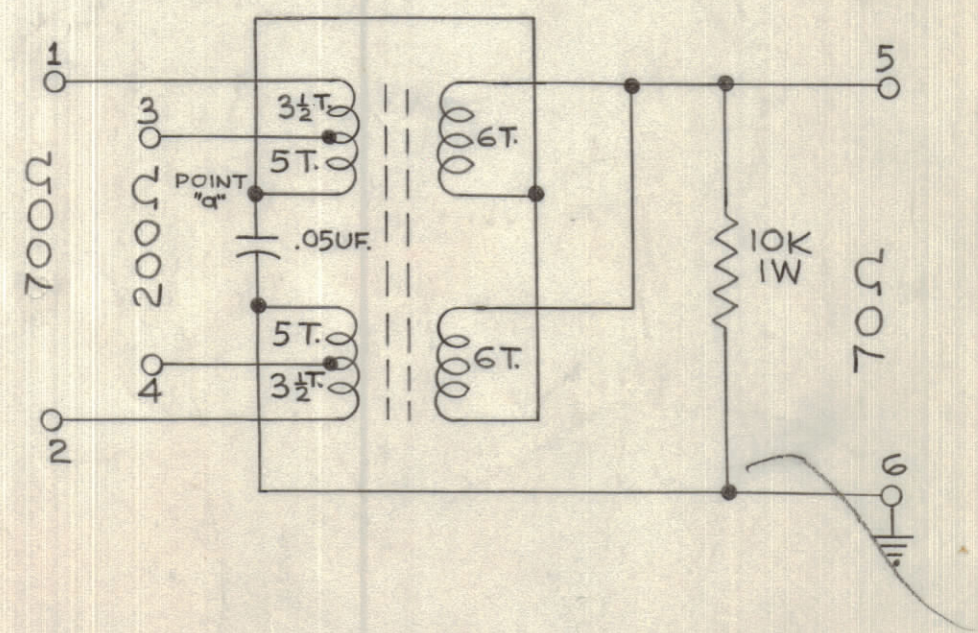 1
3
5
3½T.
5T.
6T.
POINT
"a"
.05UF.
700Ω
200Ω
10K
1W
70Ω
5T.
3½T.
6T.
4
2
6